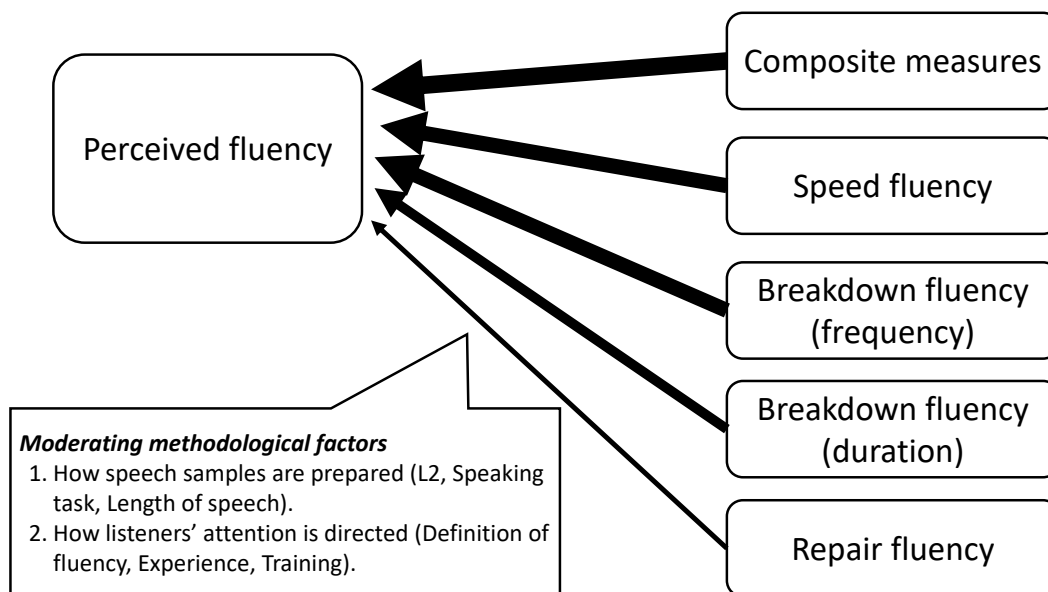 Composite measures
Perceived fluency
Speed fluency
Breakdown fluency
(frequency)
Breakdown fluency
(duration)
Repair fluency
Moderating methodological factors
1. How speech samples are prepared (L2, Speaking
task, Length of speech).
2. How listeners’ attention is directed (Definition of
fluency, Experience, Training).